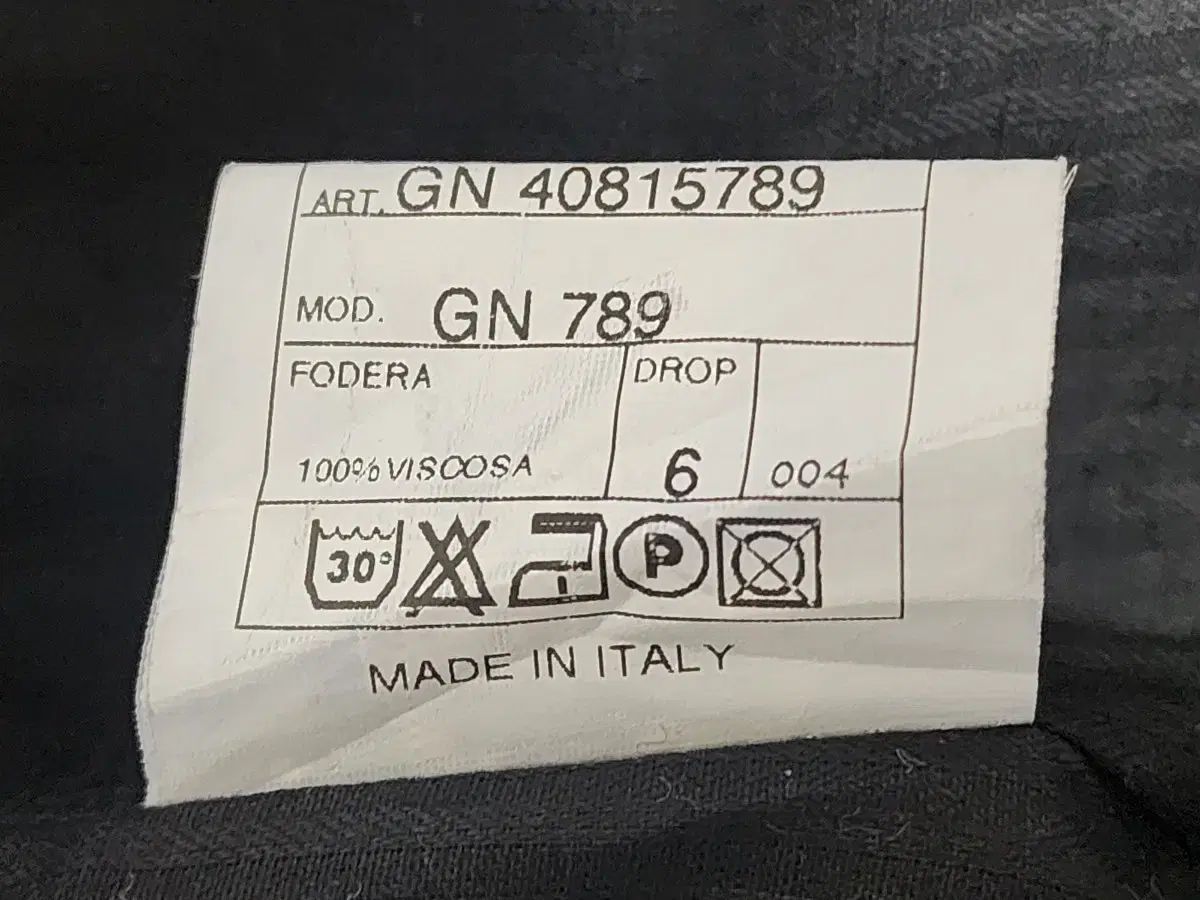 ART. GN 40815789
MOD. GN 789
FODERA DROP
100% VISCOSA 6 004
30° P
MADE IN ITALY